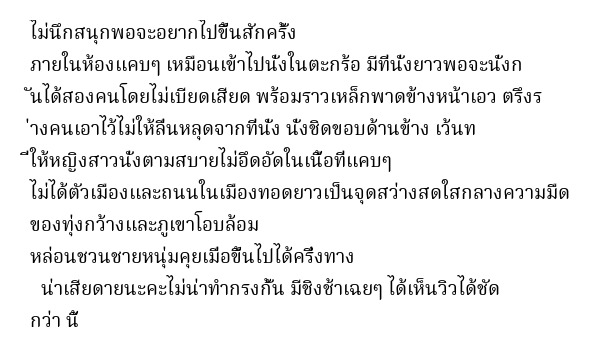 ไม่นึกสนุกพอจะอยากไปขึ้นสักครั้ง
ภายในห้องแคบๆ เหมือนเข้าไปนั่งในตะกร้อ มีที่นั่งยาวพอจะนั่งก
ันได้สองคนโดยไม่เบียดเสียด พร้อมราวเหล็กพาดข้างหน้าเอว ตรึงร
่างคนเอาไว้ไม่ให้ลื่นหลุดจากที่นั่ง นั่งชิดขอบด้านข้าง เว้นท
ี่ให้หญิงสาวนั่งตามสบายไม่อึดอัดในเนื้อที่แคบๆ
ไม่ได้ตัวเมืองและถนนในเมืองทอดยาวเป็นจุดสว่างสดใสกลางความมืด
ของทุ่งกว้างและภูเขาโอบล้อม
หล่อนชวนชายหนุ่มคุยเมื่อขึ้นไปได้ครึ่งทาง
น่าเสียดายนะคะไม่น่าทำกรงกั้น มีชิงช้าเฉยๆ ได้เห็นวิวได้ชัด
กว่า นี้